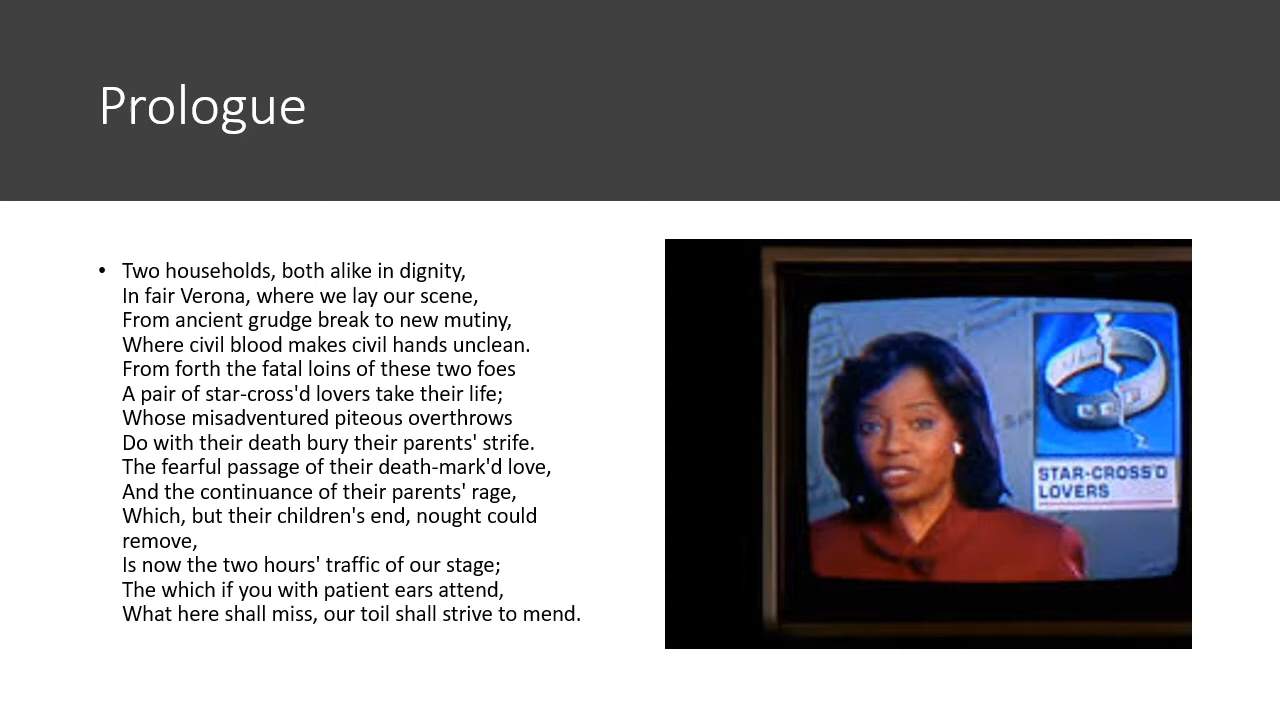 Prologue
• Two households, both alike in dignity,
In fair Verona, where we lay our scene,
From ancient grudge break to new mutiny,
Where civil blood makes civil hands unclean.
From forth the fatal loins of these two foes
A pair of star-cross'd lovers take their life;
Whose misadventured piteous overthrows
Do with their death bury their parents' strife.
The fearful passage of their death-mark'd love,
And the continuance of their parents' rage,
Which, but their children's end, nought could
remove,
Is now the two hours' traffic of our stage;
The which if you with patient ears attend,
What here shall miss, our toil shall strive to mend.
STAR-CROSS'D
LOVERS